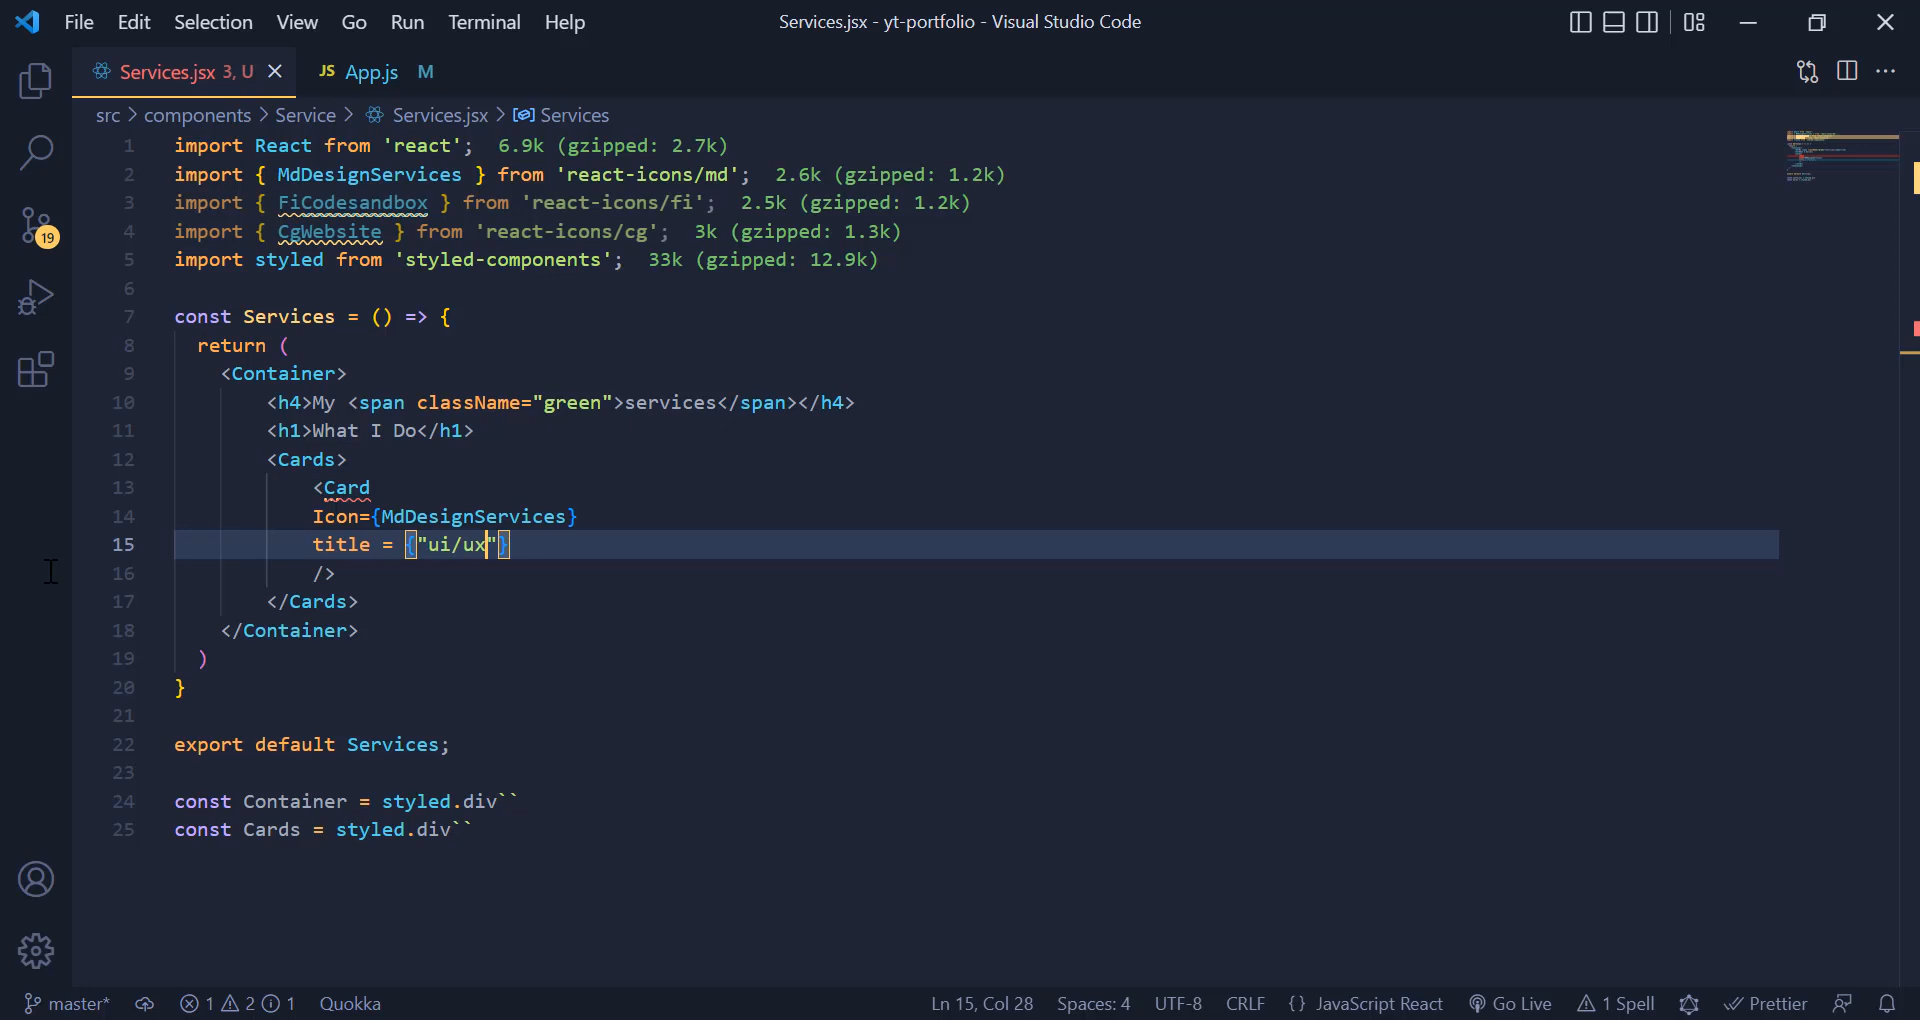 File Edit Selection View Go Run Terminal Help
Services.jsx - yt-portfolio - Visual Studio Code
Services.jsx 3, U
JS App.js M
src > components > Service > Services.jsx > Services
1 import React from 'react'; 6.9k (gzipped: 2.7k)
2 import { MdDesignServices } from 'react-icons/md'; 2.6k (gzipped: 1.2k)
3 import { FiCodesandbox } from 'react-icons/fi'; 2.5k (gzipped: 1.2k)
4 import { CgWebsite } from 'react-icons/cg'; 3k (gzipped: 1.3k)
5 import styled from 'styled-components'; 33k (gzipped: 12.9k)
6
7 const Services = () => {
8 return (
9 <Container>
10 <h4>My <span className="green">services</span></h4>
11 <h1>What I Do</h1>
12 <Cards>
13 <Card
14 Icon={MdDesignServices}
15 title = {"ui/ux"}
16 />
17 </Cards>
18 </Container>
19 )
20 }
21
22 export default Services;
23
24 const Container = styled.div``
25 const Cards = styled.div``
19
master* 1 2 1 Quokka
Ln 15, Col 28 Spaces: 4 UTF-8 CRLF {} JavaScript React Go Live 1 Spell Prettier